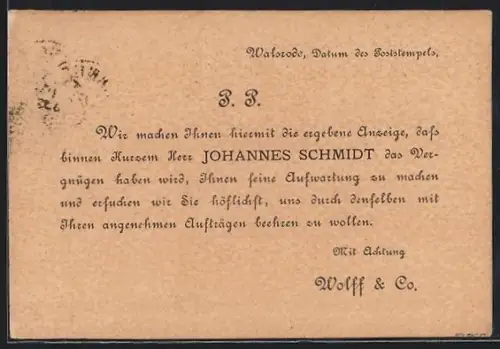 Walsrode, Datum des Poststempels.
P. P.
Wir machen Ihnen hiermit die ergebene Anzeige, daß
binnen Kurzem Herr JOHANNES SCHMIDT das Ver-
gnügen haben wird, Ihnen seine Aufwartung zu machen
und ersuchen wir Sie höflichst, uns durch denselben mit
Ihren angenehmen Aufträgen beehren zu wollen.
Mit Achtung
Wolff & Co.